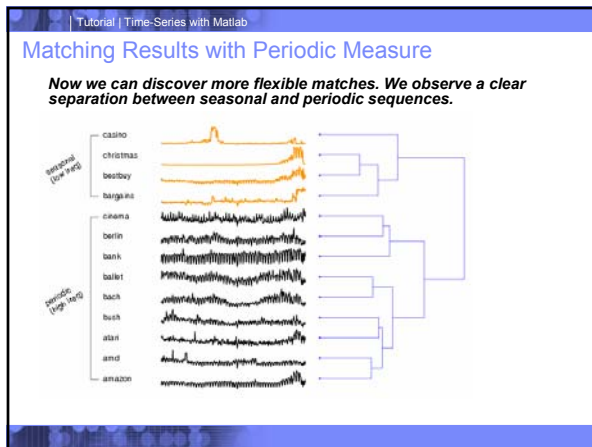 Tutorial | Time-Series with Matlab
Matching Results with Periodic Measure
Now we can discover more flexible matches. We observe a clear
separation between seasonal and periodic sequences.
seasonal
(low freq)
casino
christmas
bestbuy
bargains
periodic
(high freq)
cinema
berlin
bank
ballet
bach
bush
atari
amd
amazon